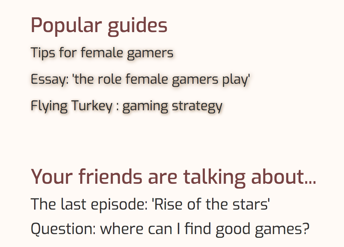 Popular guides
Tips for female gamers
Essay: 'the role female gamers play'
Flying Turkey : gaming strategy
Your friends are talking about...
The last episode: 'Rise of the stars'
Question: where can I find good games?